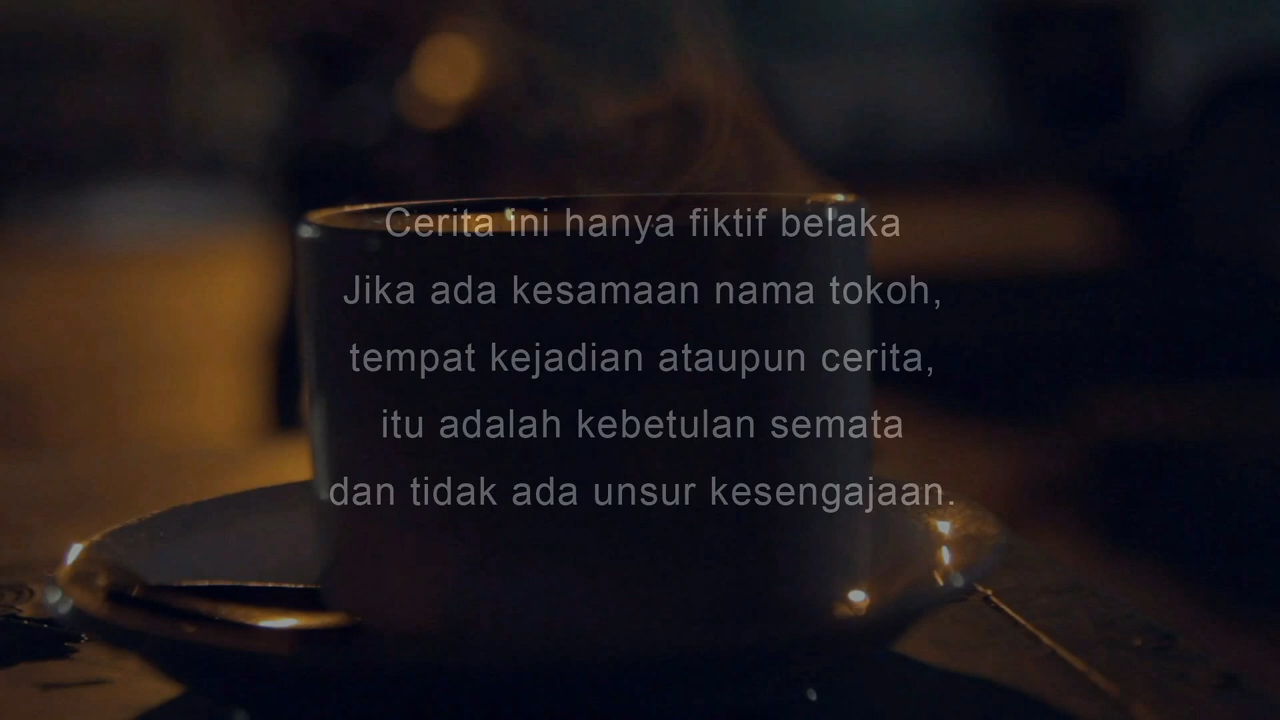 Cerita ini hanya fiktif belaka
Jika ada kesamaan nama tokoh,
tempat kejadian ataupun cerita,
itu adalah kebetulan semata
dan tidak ada unsur kesengajaan.